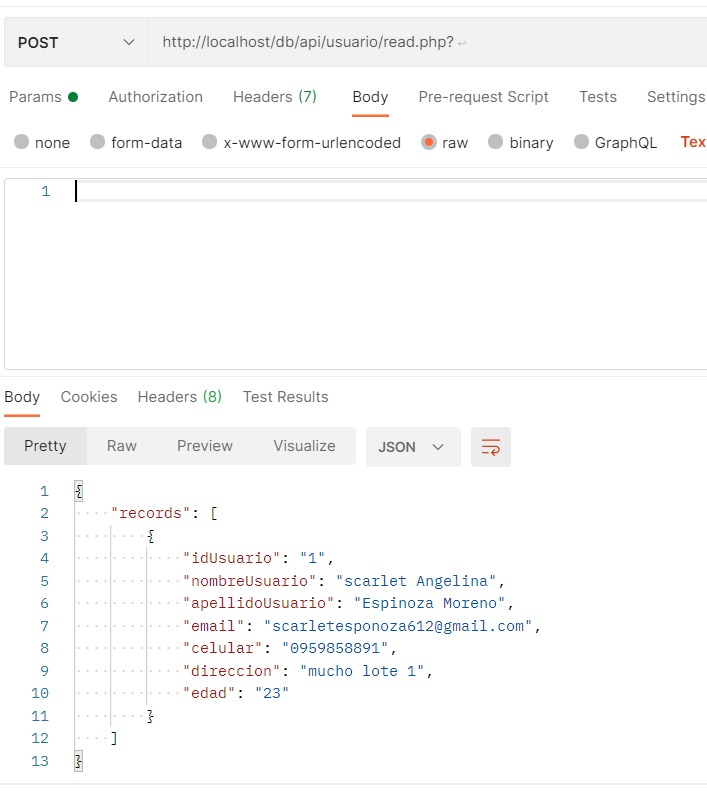 POST http://localhost/db/api/usuario/read.php?
Params Authorization Headers (7) Body Pre-request Script Tests Settings
none form-data x-www-form-urlencoded raw binary GraphQL Tex
1
Body Cookies Headers (8) Test Results
Pretty Raw Preview Visualize JSON
1 {
2 "records": [
3 {
4 "idUsuario": "1",
5 "nombreUsuario": "scarlet Angelina",
6 "apellidoUsuario": "Espinoza Moreno",
7 "email": "scarletesponoza612@gmail.com",
8 "celular": "0959858891",
9 "direccion": "mucho lote 1",
10 "edad": "23"
11 }
12 ]
13 }